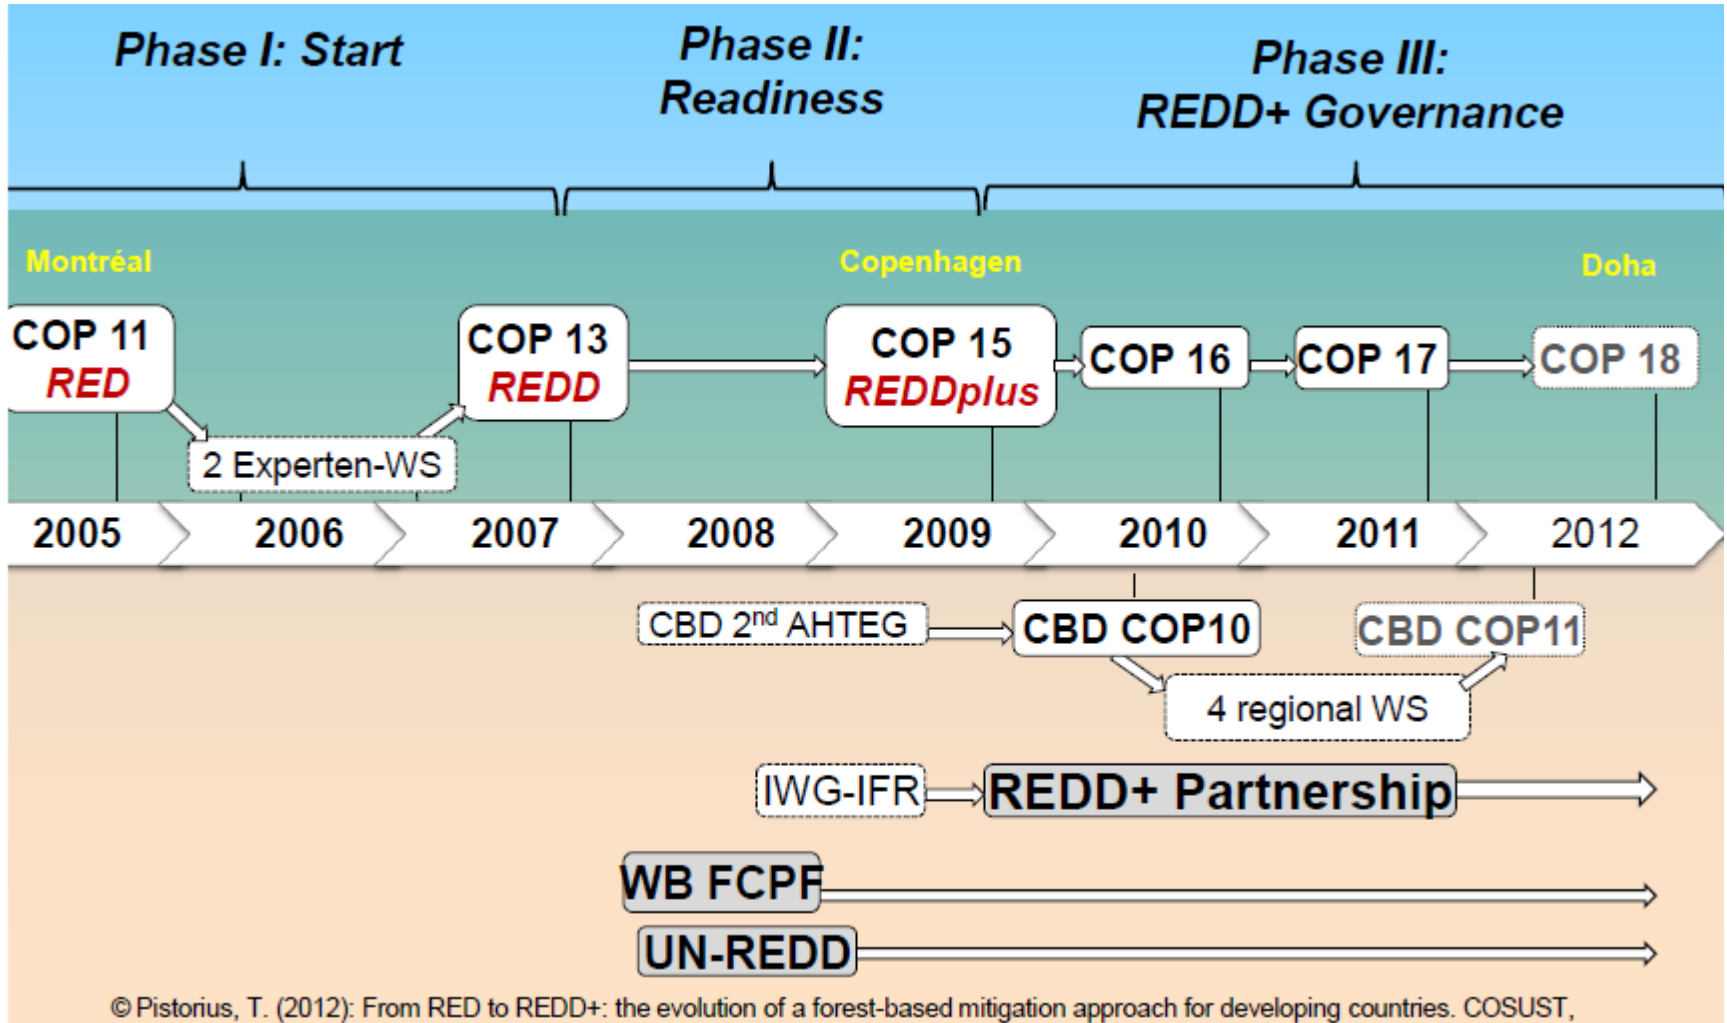 Phase I: Start
Phase II:
Readiness
Phase III:
REDD+ Governance
Montréal
Copenhagen
Doha
COP 11
RED
COP 13
REDD
COP 15
REDDplus
COP 16
COP 17
COP 18
2 Experten-WS
2005
2006
2007
2008
2009
2010
2011
2012
CBD 2nd AHTEG
CBD COP10
CBD COP11
4 regional WS
IWG-IFR
REDD+ Partnership
WB FCPF
UN-REDD
© Pistorius, T. (2012): From RED to REDD+: the evolution of a forest-based mitigation approach for developing countries. COSUST,